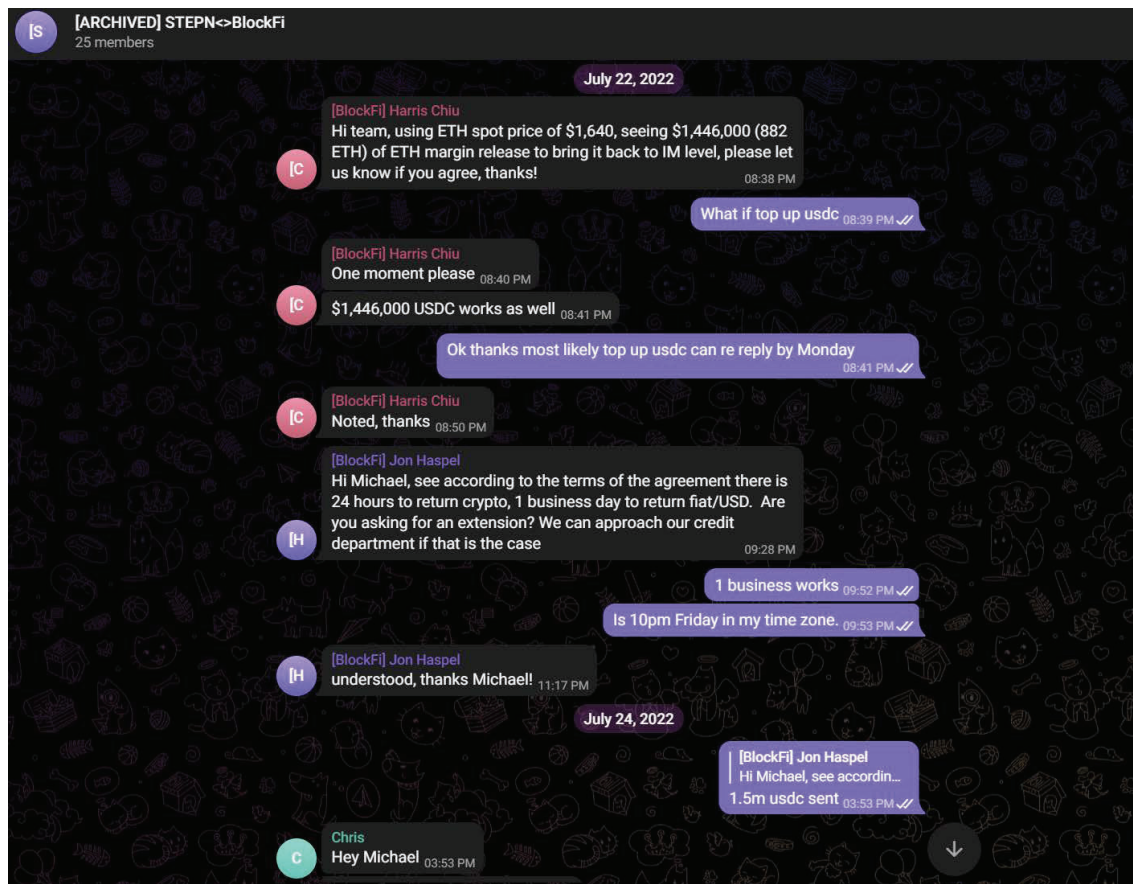 [S
[ARCHIVED] STEPN<>BlockFi
25 members
July 22, 2022
[BlockFi] Harris Chiu
Hi team, using ETH spot price of $1,640, seeing $1,446,000 (882
ETH) of ETH margin release to bring it back to IM level, please let
us know if you agree, thanks!
08:38 PM
[C
What if top up usdc 08:39 PM
[BlockFi] Harris Chiu
One moment please 08:40 PM
[C
$1,446,000 USDC works as well 08:41 PM
Ok thanks most likely top up usdc can re reply by Monday
08:41 PM
[BlockFi] Harris Chiu
[C
Noted, thanks 08:50 PM
[BlockFi] Jon Haspel
Hi Michael, see according to the terms of the agreement there is
24 hours to return crypto, 1 business day to return fiat/USD. Are
you asking for an extension? We can approach our credit
department if that is the case
09:28 PM
[H
1 business works 09:52 PM
Is 10pm Friday in my time zone. 09:53 PM
[BlockFi] Jon Haspel
[H
understood, thanks Michael! 11:17 PM
July 24, 2022
[BlockFi] Jon Haspel
Hi Michael, see accordin...
1.5m usdc sent 03:53 PM
Chris
C
Hey Michael 03:53 PM